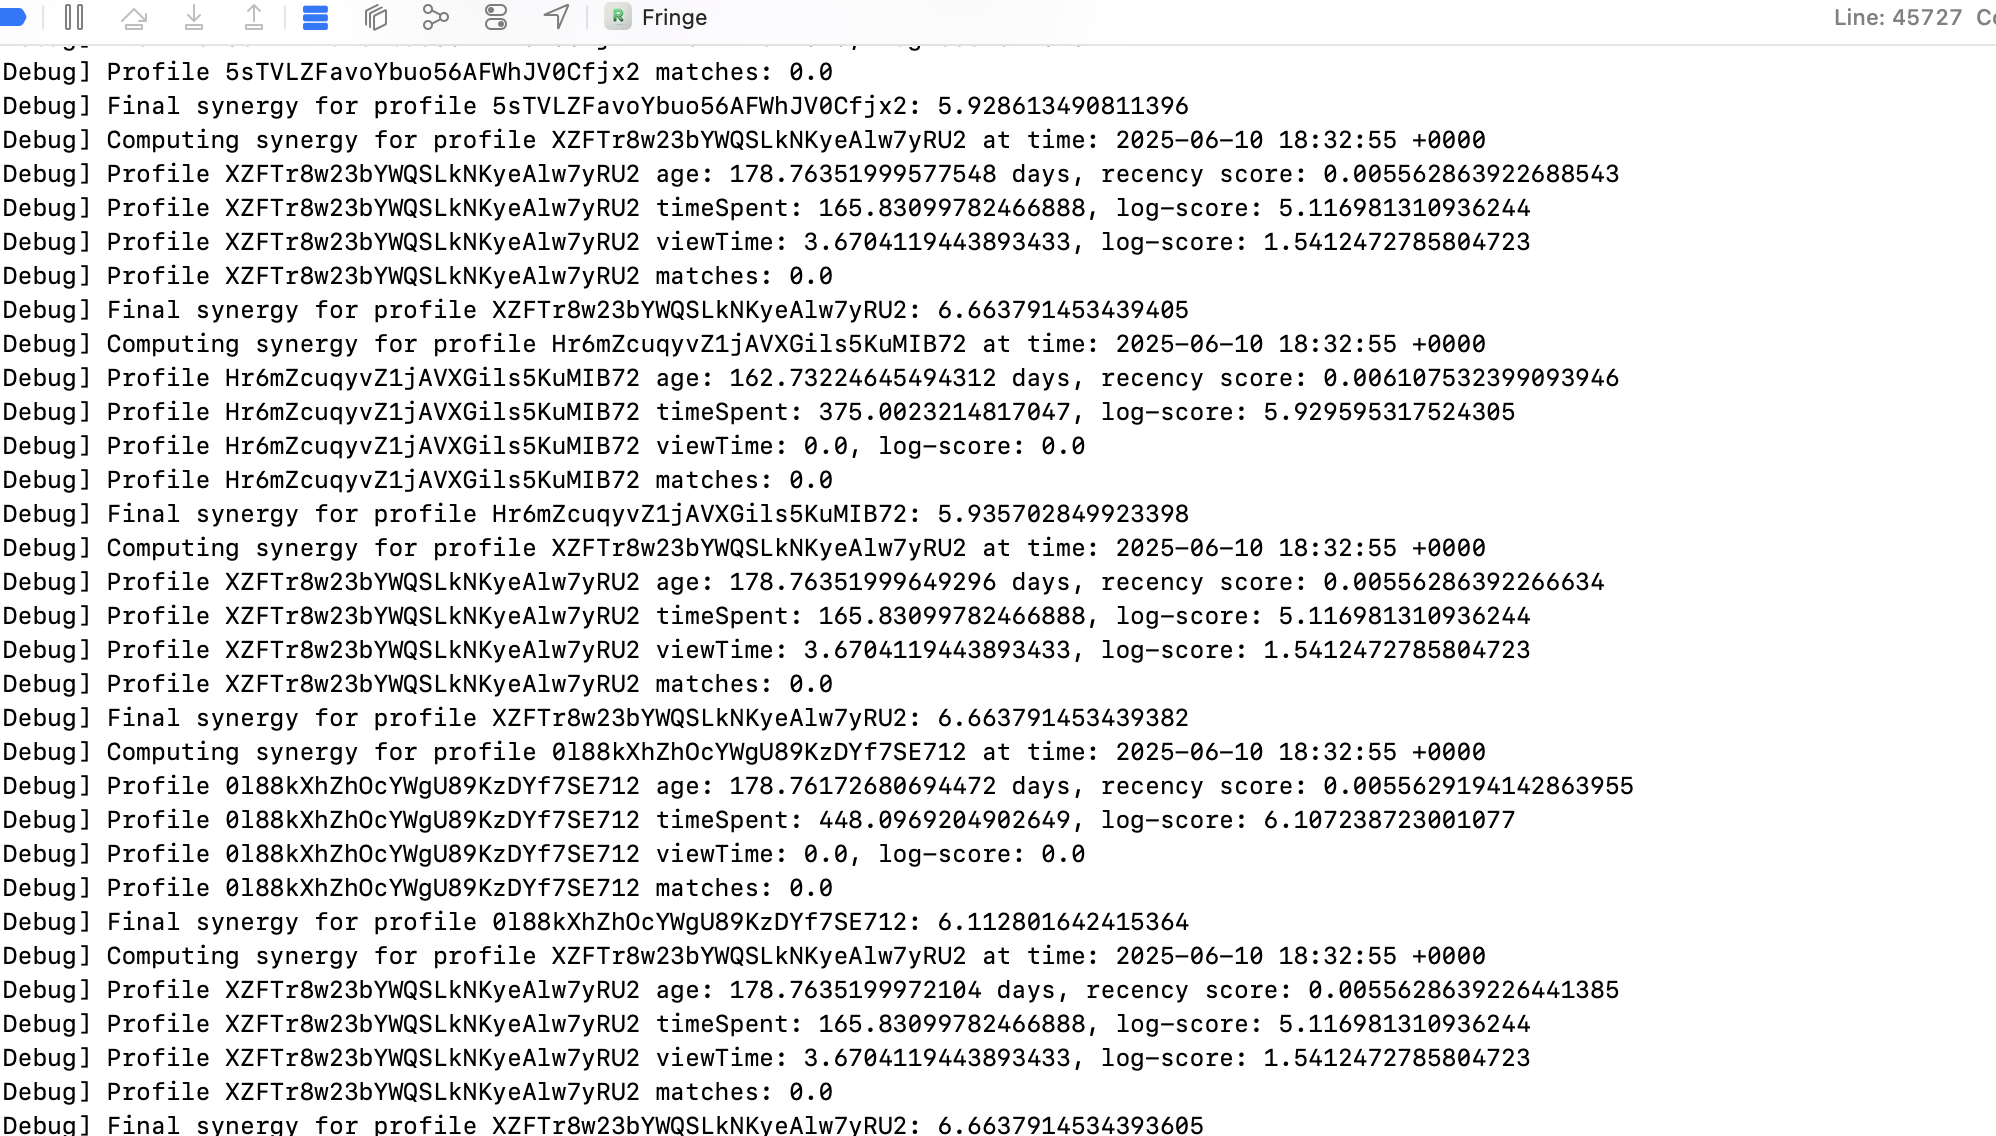 Fringe
Line: 45727
Debug] Profile 5sTVLZFavoYbuo56AFWhJV0Cfjx2 matches: 0.0
Debug] Final synergy for profile 5sTVLZFavoYbuo56AFWhJV0Cfjx2: 5.928613490811396
Debug] Computing synergy for profile XZFTr8w23bYWQSLkNKyeAlw7yRU2 at time: 2025-06-10 18:32:55 +0000
Debug] Profile XZFTr8w23bYWQSLkNKyeAlw7yRU2 age: 178.76351999577548 days, recency score: 0.005562863922688543
Debug] Profile XZFTr8w23bYWQSLkNKyeAlw7yRU2 timeSpent: 165.83099782466888, log-score: 5.116981310936244
Debug] Profile XZFTr8w23bYWQSLkNKyeAlw7yRU2 viewTime: 3.6704119443893433, log-score: 1.5412472785804723
Debug] Profile XZFTr8w23bYWQSLkNKyeAlw7yRU2 matches: 0.0
Debug] Final synergy for profile XZFTr8w23bYWQSLkNKyeAlw7yRU2: 6.663791453439405
Debug] Computing synergy for profile Hr6mZcuqyvZ1jAVXGils5KuMIB72 at time: 2025-06-10 18:32:55 +0000
Debug] Profile Hr6mZcuqyvZ1jAVXGils5KuMIB72 age: 162.73224645494312 days, recency score: 0.006107532399093946
Debug] Profile Hr6mZcuqyvZ1jAVXGils5KuMIB72 timeSpent: 375.0023214817047, log-score: 5.929595317524305
Debug] Profile Hr6mZcuqyvZ1jAVXGils5KuMIB72 viewTime: 0.0, log-score: 0.0
Debug] Profile Hr6mZcuqyvZ1jAVXGils5KuMIB72 matches: 0.0
Debug] Final synergy for profile Hr6mZcuqyvZ1jAVXGils5KuMIB72: 5.935702849923398
Debug] Computing synergy for profile XZFTr8w23bYWQSLkNKyeAlw7yRU2 at time: 2025-06-10 18:32:55 +0000
Debug] Profile XZFTr8w23bYWQSLkNKyeAlw7yRU2 age: 178.76351999649296 days, recency score: 0.00556286392266634
Debug] Profile XZFTr8w23bYWQSLkNKyeAlw7yRU2 timeSpent: 165.83099782466888, log-score: 5.116981310936244
Debug] Profile XZFTr8w23bYWQSLkNKyeAlw7yRU2 viewTime: 3.6704119443893433, log-score: 1.5412472785804723
Debug] Profile XZFTr8w23bYWQSLkNKyeAlw7yRU2 matches: 0.0
Debug] Final synergy for profile XZFTr8w23bYWQSLkNKyeAlw7yRU2: 6.663791453439382
Debug] Computing synergy for profile 0l88kXhZhOcYWgU89KzDYf7SE712 at time: 2025-06-10 18:32:55 +0000
Debug] Profile 0l88kXhZhOcYWgU89KzDYf7SE712 age: 178.76172680694472 days, recency score: 0.0055629194142863955
Debug] Profile 0l88kXhZhOcYWgU89KzDYf7SE712 timeSpent: 448.0969204902649, log-score: 6.107238723001077
Debug] Profile 0l88kXhZhOcYWgU89KzDYf7SE712 viewTime: 0.0, log-score: 0.0
Debug] Profile 0l88kXhZhOcYWgU89KzDYf7SE712 matches: 0.0
Debug] Final synergy for profile 0l88kXhZhOcYWgU89KzDYf7SE712: 6.112801642415364
Debug] Computing synergy for profile XZFTr8w23bYWQSLkNKyeAlw7yRU2 at time: 2025-06-10 18:32:55 +0000
Debug] Profile XZFTr8w23bYWQSLkNKyeAlw7yRU2 age: 178.7635199972104 days, recency score: 0.0055628639226441385
Debug] Profile XZFTr8w23bYWQSLkNKyeAlw7yRU2 timeSpent: 165.83099782466888, log-score: 5.116981310936244
Debug] Profile XZFTr8w23bYWQSLkNKyeAlw7yRU2 viewTime: 3.6704119443893433, log-score: 1.5412472785804723
Debug] Profile XZFTr8w23bYWQSLkNKyeAlw7yRU2 matches: 0.0
Debug] Final synergy for profile XZFTr8w23bYWQSLkNKyeAlw7yRU2: 6.6637914534393605